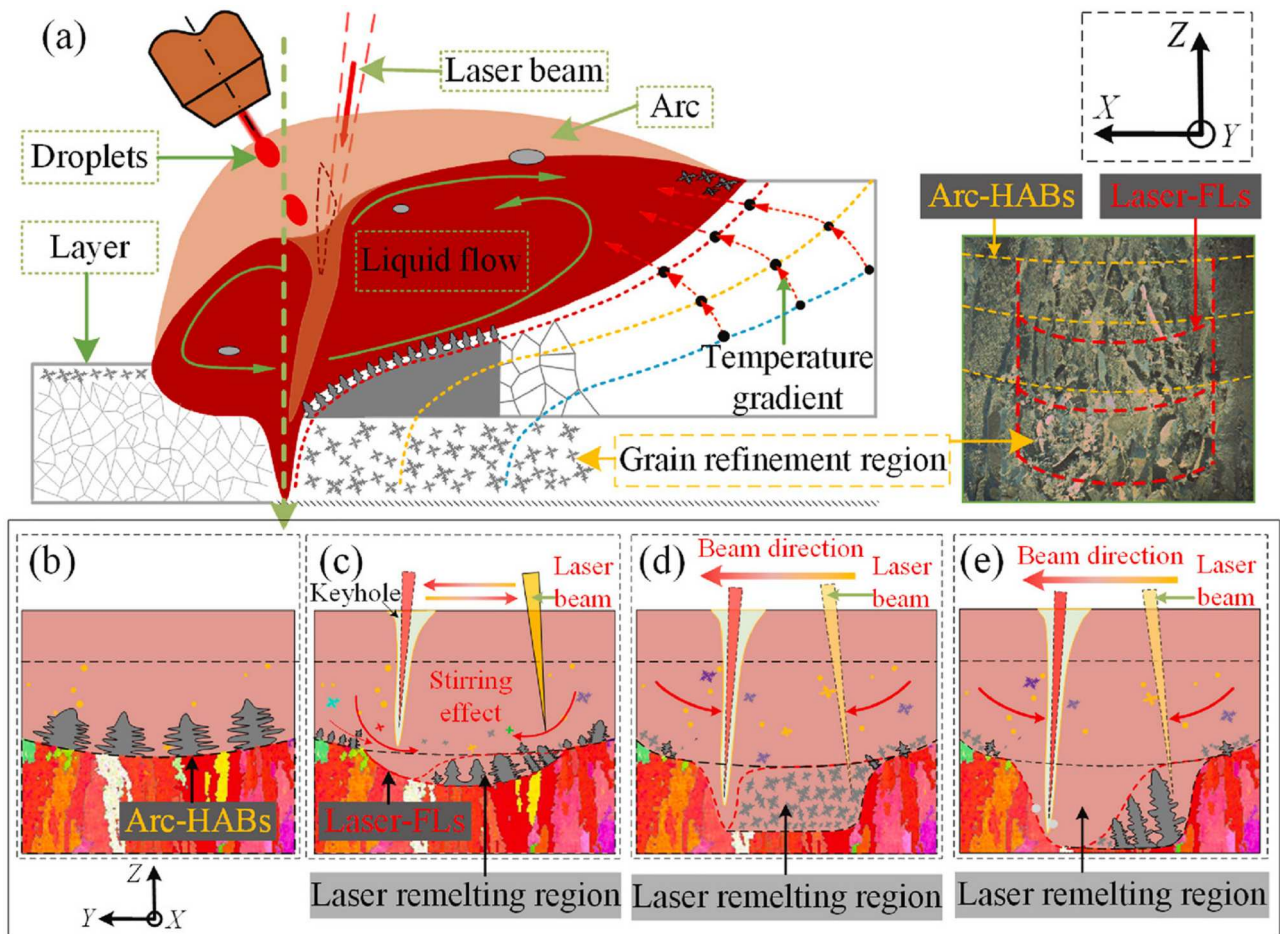 (a)
Laser beam
Arc
Droplets
Layer
Liquid flow
Temperature
gradient
Grain refinement region
Z
X
Y
Arc-HABs
Laser-FLs
(b)
Arc-HABs
Z
Y
X
(c)
Laser
beam
Keyhole
Stirring
effect
Laser-FLs
Laser remelting region
(d)
Beam direction
Laser
beam
Laser remelting region
(e)
Beam direction
Laser
beam
Laser remelting region